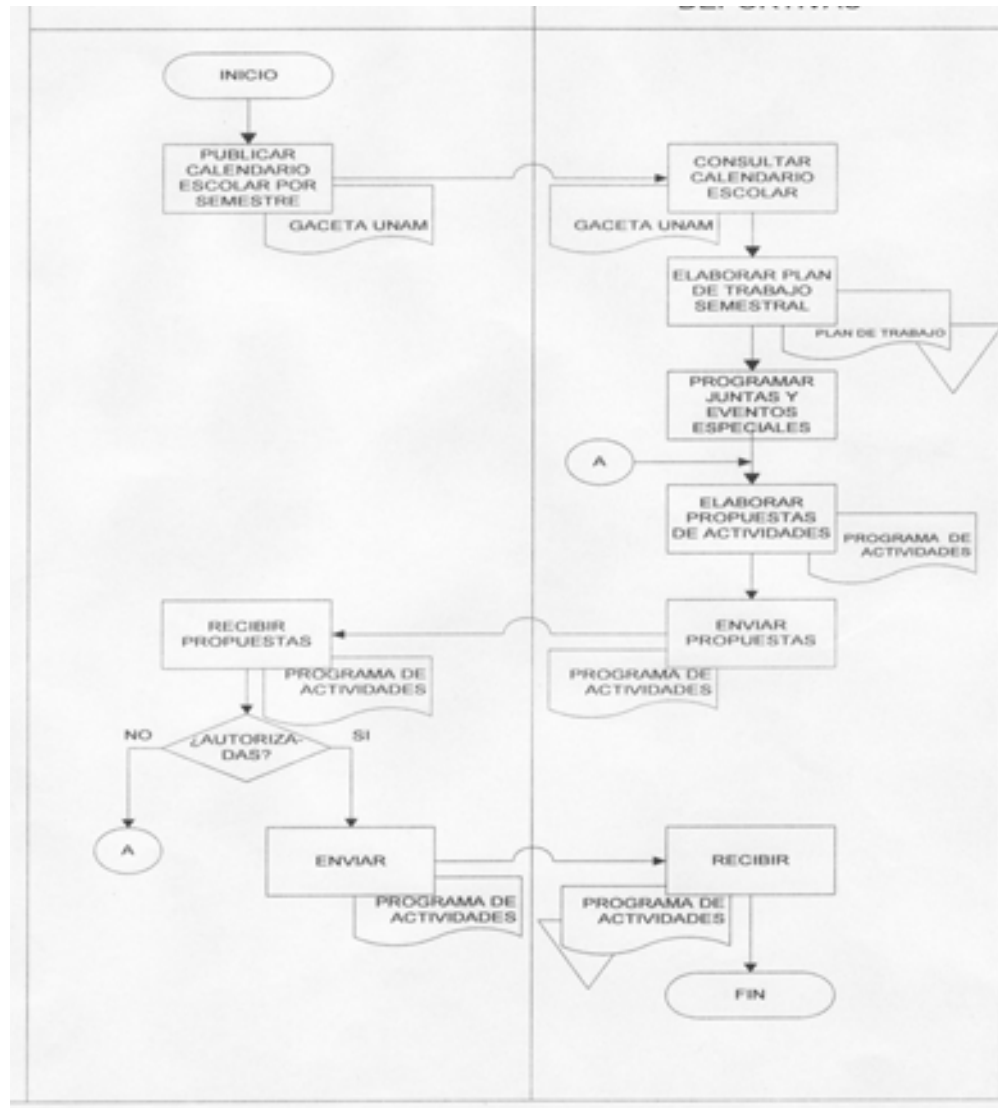 INICIO
PUBLICAR
CALENDARIO
ESCOLAR POR
SEMESTRE
GACETA UNAM
CONSULTAR
CALENDARIO
ESCOLAR
GACETA UNAM
ELABORAR PLAN
DE TRABAJO
SEMESTRAL
PLAN DE TRABAJO
PROGRAMAR
JUNTAS Y
EVENTOS
ESPECIALES
A
ELABORAR
PROPUESTAS
DE ACTIVIDADES
PROGRAMA DE
ACTIVIDADES
ENVIAR
PROPUESTAS
PROGRAMA DE
ACTIVIDADES
RECIBIR
PROPUESTAS
PROGRAMA DE
ACTIVIDADES
NO
¿AUTORIZA-
DAS?
SI
A
ENVIAR
PROGRAMA DE
ACTIVIDADES
RECIBIR
PROGRAMA DE
ACTIVIDADES
FIN